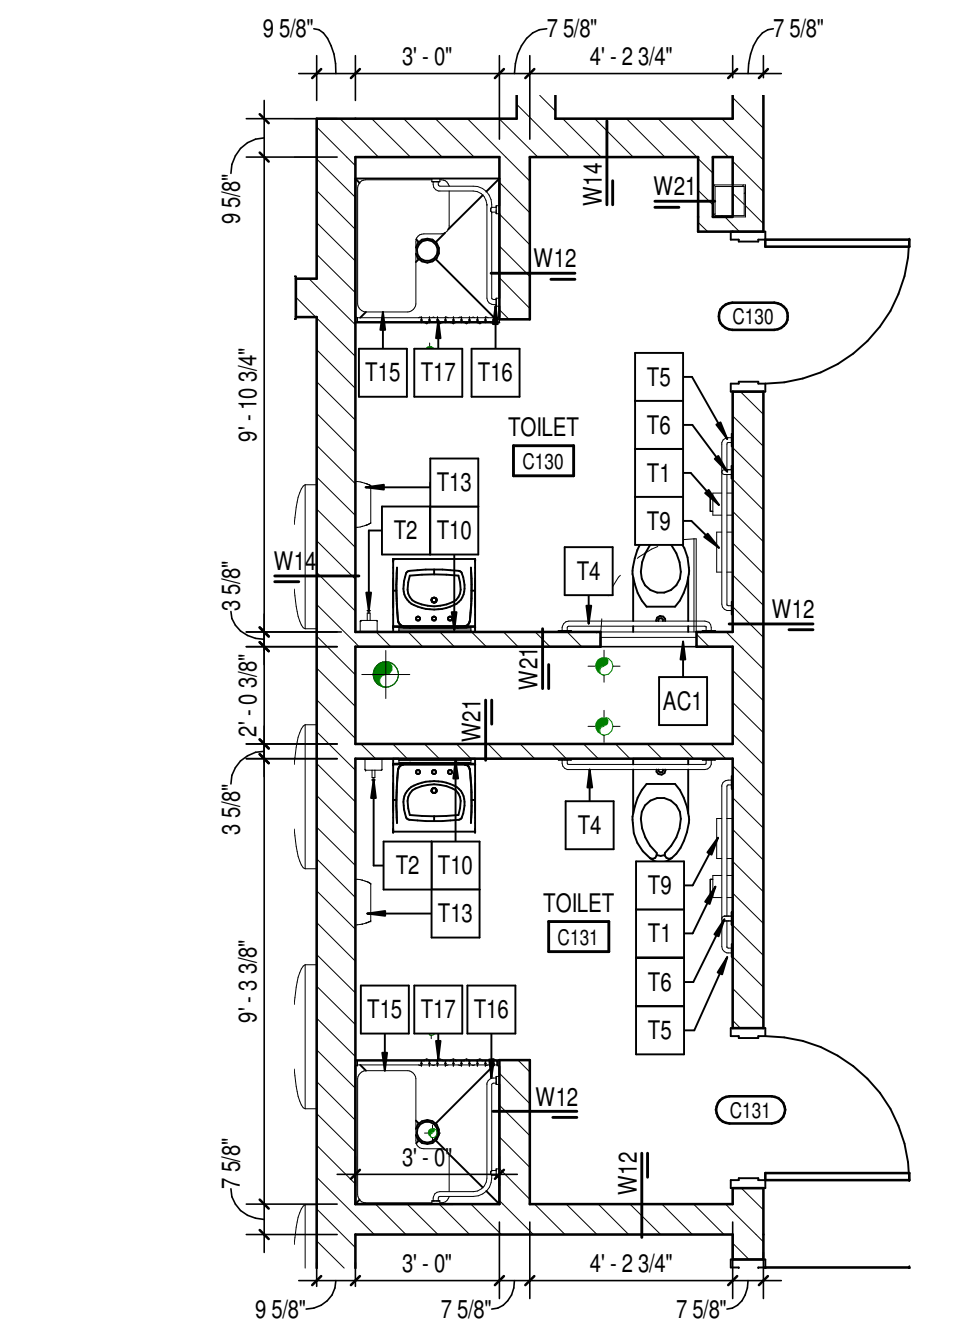 9 5/8" 7 5/8" 7 5/8"
3' - 0" 4' - 2 3/4"
9 5/8"
W14
W21
W12
C130
T15 T17 T16
9' - 10 3/4"
T5
T6
T1
T9
TOILET
C130
T13
T2 T10
W14
T4
3 5/8"
W12
W21
AC1
2' - 0 3/8"
W21
3 5/8"
T4
T2 T10
T13
T9
T1
T6
T5
TOILET
C131
9' - 3 3/8"
T15 T17 T16
W12
C131
3' - 0"
W12
7 5/8"
3' - 0" 4' - 2 3/4"
9 5/8" 7 5/8" 7 5/8"